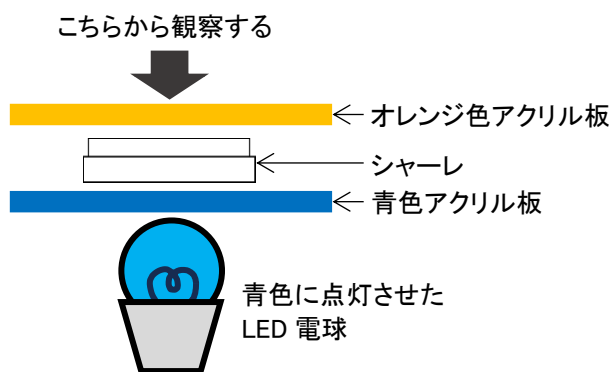 こちらから観察する
オレンジ色アクリル板
シャーレ
青色アクリル板
青色に点灯させた
LED 電球